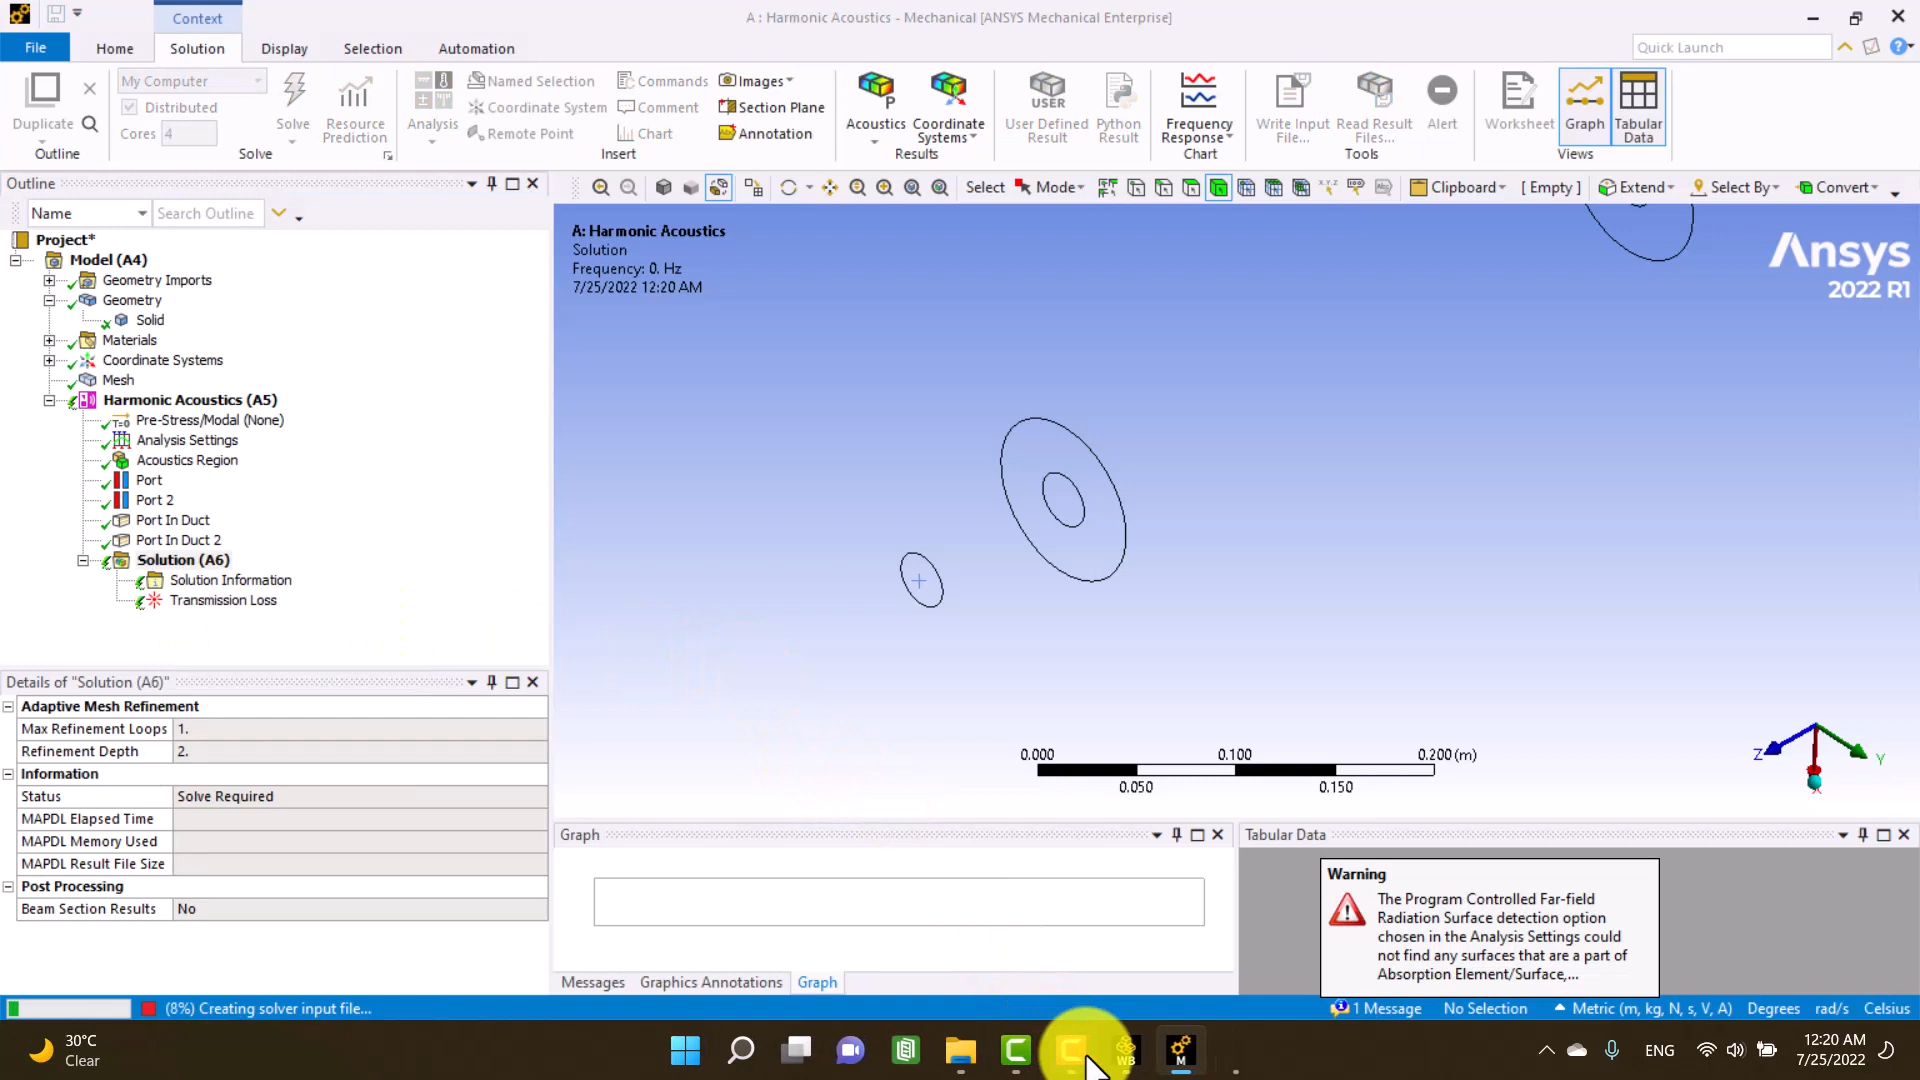 Context
A : Harmonic Acoustics - Mechanical [ANSYS Mechanical Enterprise]
File
Home
Solution
Display
Selection
Automation
Quick Launch
Duplicate
My Computer
Distributed
Cores 4
Solve
Resource
Prediction
Analysis
Named Selection
Coordinate System
Remote Point
Commands
Comment
Chart
Images
Section Plane
Annotation
Acoustics
Coordinate
Systems
USER
User Defined
Result
Python
Result
Frequency
Response
Write Input
File...
Read Result
Files...
Alert
Worksheet
Graph
Tabular
Data
Outline
Solve
Insert
Results
Chart
Tools
Views
Outline
Select
Mode
Clipboard
[ Empty ]
Extend
Select By
Convert
Name
Search Outline
Project*
Model (A4)
Geometry Imports
Geometry
Solid
Materials
Coordinate Systems
Mesh
Harmonic Acoustics (A5)
Pre-Stress/Modal (None)
Analysis Settings
Acoustics Region
Port
Port 2
Port In Duct
Port In Duct 2
Solution (A6)
Solution Information
Transmission Loss
A: Harmonic Acoustics
Solution
Frequency: 0. Hz
7/25/2022 12:20 AM
Ansys
2022 R1
0.000
0.100
0.200 (m)
0.050
0.150
Z
Y
X
Details of "Solution (A6)"
Adaptive Mesh Refinement
Max Refinement Loops 1.
Refinement Depth 2.
Information
Status Solve Required
MAPDL Elapsed Time
MAPDL Memory Used
MAPDL Result File Size
Post Processing
Beam Section Results No
Graph
Messages
Graphics Annotations
Graph
Tabular Data
Warning
The Program Controlled Far-field
Radiation Surface detection option
chosen in the Analysis Settings could
not find any surfaces that are a part of
Absorption Element/Surface,...
(8%) Creating solver input file...
1 Message
No Selection
Metric (m, kg, N, s, V, A)
Degrees
rad/s
Celsius
30°C
Clear
WB
M
ENG
12:20 AM
7/25/2022